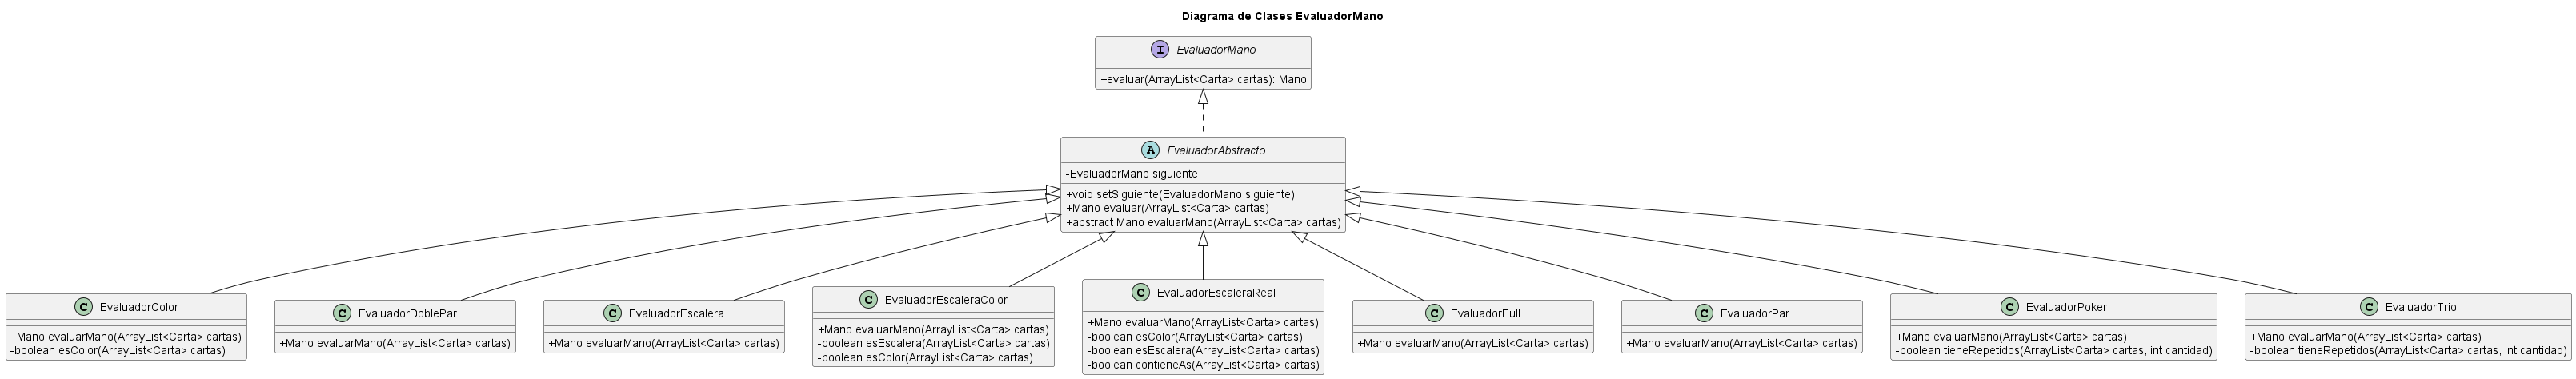 Diagrama de Clases EvaluadorMano
I EvaluadorMano
+evaluar(ArrayList<Carta> cartas): Mano
A EvaluadorAbstracto
-EvaluadorMano siguiente
+void setSiguiente(EvaluadorMano siguiente)
+Mano evaluar(ArrayList<Carta> cartas)
+abstract Mano evaluarMano(ArrayList<Carta> cartas)
C EvaluadorColor
+Mano evaluarMano(ArrayList<Carta> cartas)
-boolean esColor(ArrayList<Carta> cartas)
C EvaluadorDoblePar
+Mano evaluarMano(ArrayList<Carta> cartas)
C EvaluadorEscalera
+Mano evaluarMano(ArrayList<Carta> cartas)
C EvaluadorEscaleraColor
+Mano evaluarMano(ArrayList<Carta> cartas)
-boolean esEscalera(ArrayList<Carta> cartas)
-boolean esColor(ArrayList<Carta> cartas)
C EvaluadorEscaleraReal
+Mano evaluarMano(ArrayList<Carta> cartas)
-boolean esColor(ArrayList<Carta> cartas)
-boolean esEscalera(ArrayList<Carta> cartas)
-boolean contieneAs(ArrayList<Carta> cartas)
C EvaluadorFull
+Mano evaluarMano(ArrayList<Carta> cartas)
C EvaluadorPar
+Mano evaluarMano(ArrayList<Carta> cartas)
C EvaluadorPoker
+Mano evaluarMano(ArrayList<Carta> cartas)
-boolean tieneRepetidos(ArrayList<Carta> cartas, int cantidad)
C EvaluadorTrio
+Mano evaluarMano(ArrayList<Carta> cartas)
-boolean tieneRepetidos(ArrayList<Carta> cartas, int cantidad)